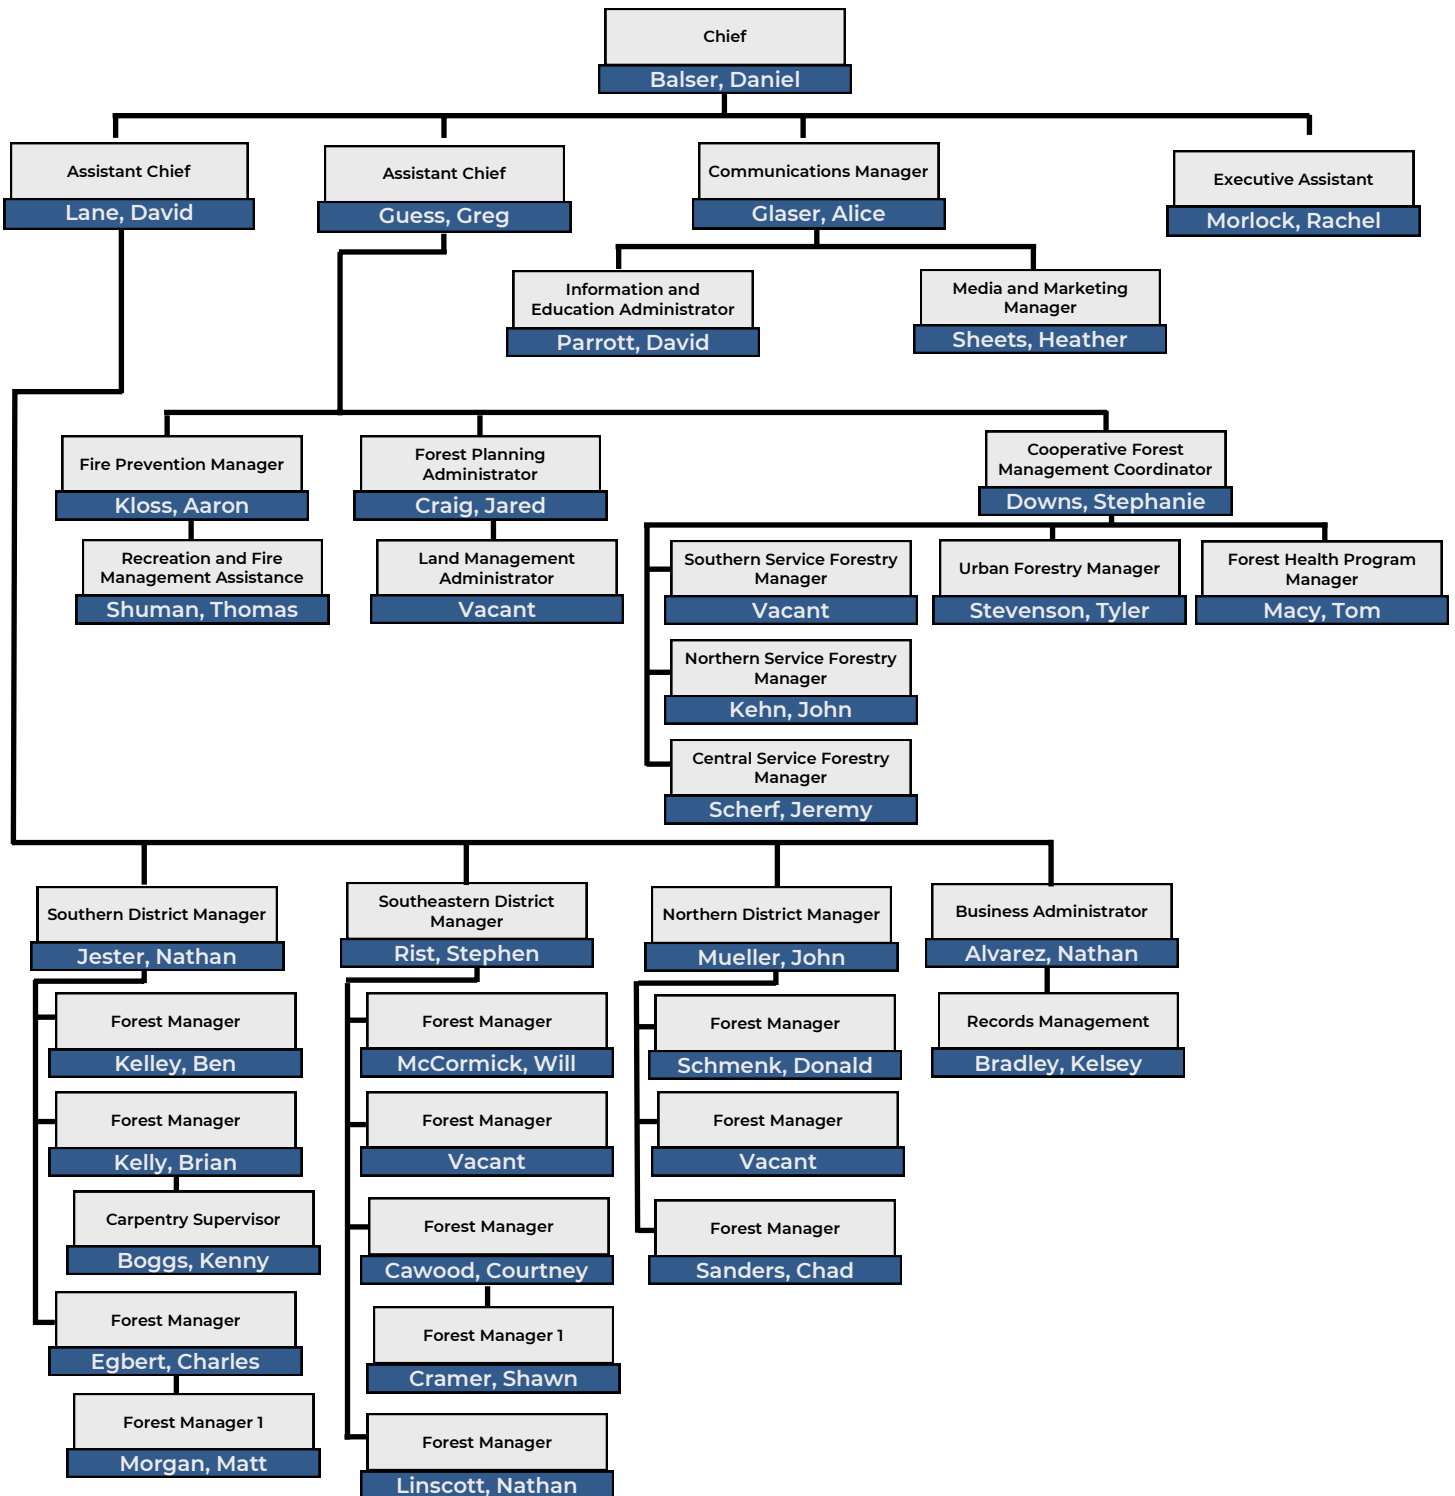 Chief
Balser, Daniel
Assistant Chief
Lane, David
Assistant Chief
Guess, Greg
Communications Manager
Glaser, Alice
Executive Assistant
Morlock, Rachel
Information and
Education Administrator
Parrott, David
Media and Marketing
Manager
Sheets, Heather
Fire Prevention Manager
Kloss, Aaron
Forest Planning
Administrator
Craig, Jared
Cooperative Forest
Management Coordinator
Downs, Stephanie
Recreation and Fire
Management Assistance
Shuman, Thomas
Land Management
Administrator
Vacant
Southern Service Forestry
Manager
Vacant
Urban Forestry Manager
Stevenson, Tyler
Forest Health Program
Manager
Macy, Tom
Northern Service Forestry
Manager
Kehn, John
Central Service Forestry
Manager
Scherf, Jeremy
Southern District Manager
Jester, Nathan
Southeastern District
Manager
Rist, Stephen
Northern District Manager
Mueller, John
Business Administrator
Alvarez, Nathan
Forest Manager
Kelley, Ben
Forest Manager
McCormick, Will
Forest Manager
Schmenk, Donald
Records Management
Bradley, Kelsey
Forest Manager
Kelly, Brian
Forest Manager
Vacant
Forest Manager
Vacant
Carpentry Supervisor
Boggs, Kenny
Forest Manager
Cawood, Courtney
Forest Manager
Sanders, Chad
Forest Manager
Egbert, Charles
Forest Manager 1
Cramer, Shawn
Forest Manager 1
Morgan, Matt
Forest Manager
Linscott, Nathan